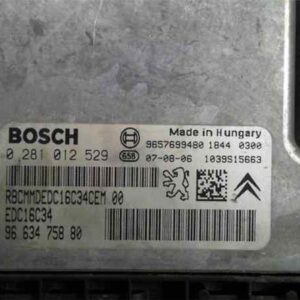 BOSCH
Made in Hungary
9657699480 1844 0300
0 281 012 529 658 07-08-06 1039S15663
RBCMMDEDC16C34CEM.00
EDC16C34
96 634 758 80